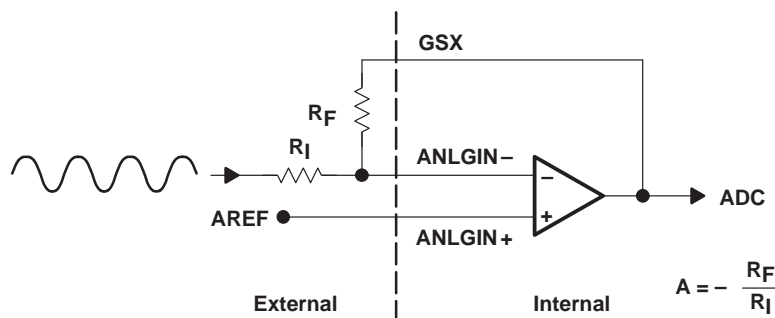 GSX
RF
RI
ANLGIN–
– ADC
AREF +
ANLGIN+
A = – RF
RI
External Internal